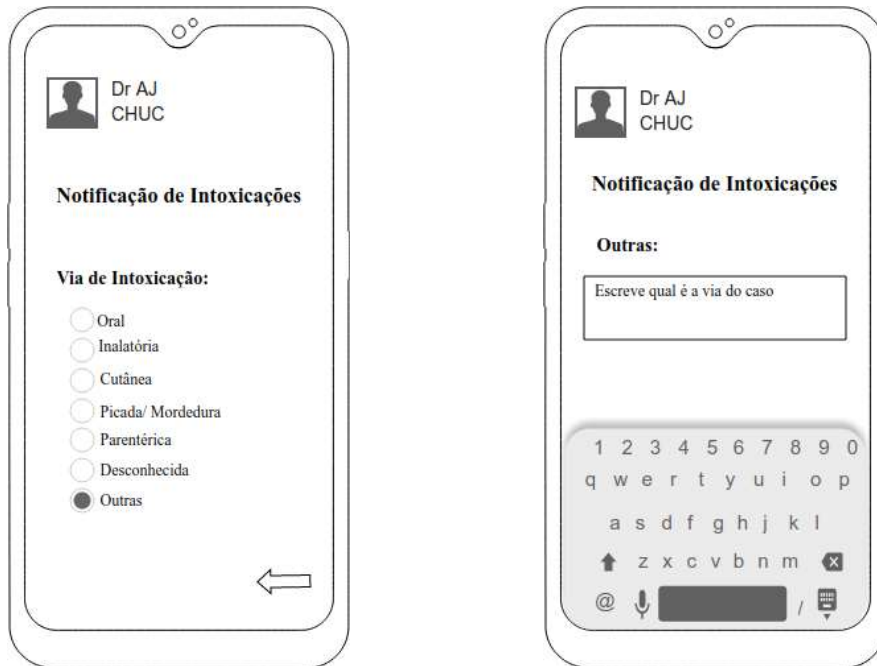 Dr AJ
CHUC
Notificação de Intoxicações
Via de Intoxicação:
Oral
Inalatória
Cutânea
Picada/ Mordedura
Parentérica
Desconhecida
Outras
Dr AJ
CHUC
Notificação de Intoxicações
Outras:
Escreve qual é a via do caso
1 2 3 4 5 6 7 8 9 0
q w e r t y u i o p
a s d f g h j k l
z x c v b n m
@ /